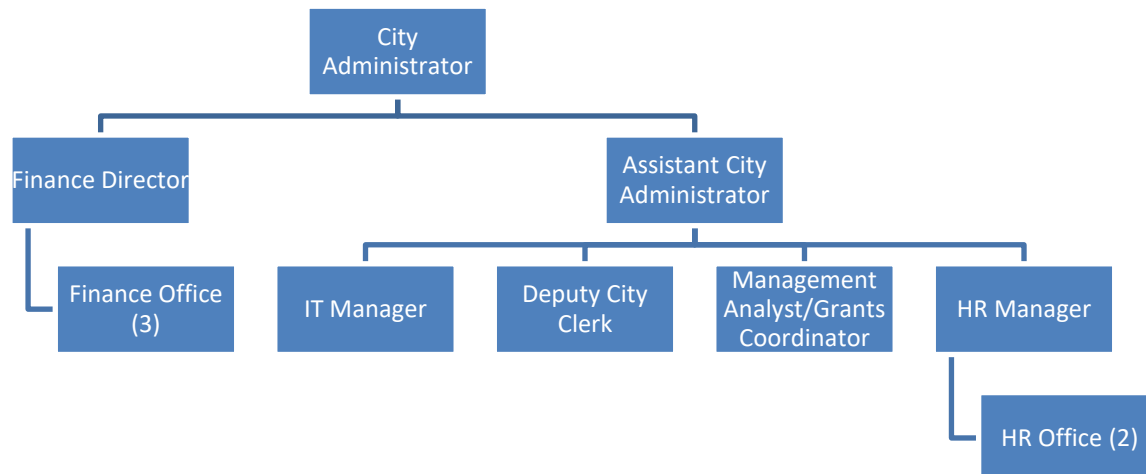 City
Administrator
Finance Director
Assistant City
Administrator
Finance Office
(3)
IT Manager
Deputy City
Clerk
Management
Analyst/Grants
Coordinator
HR Manager
HR Office (2)